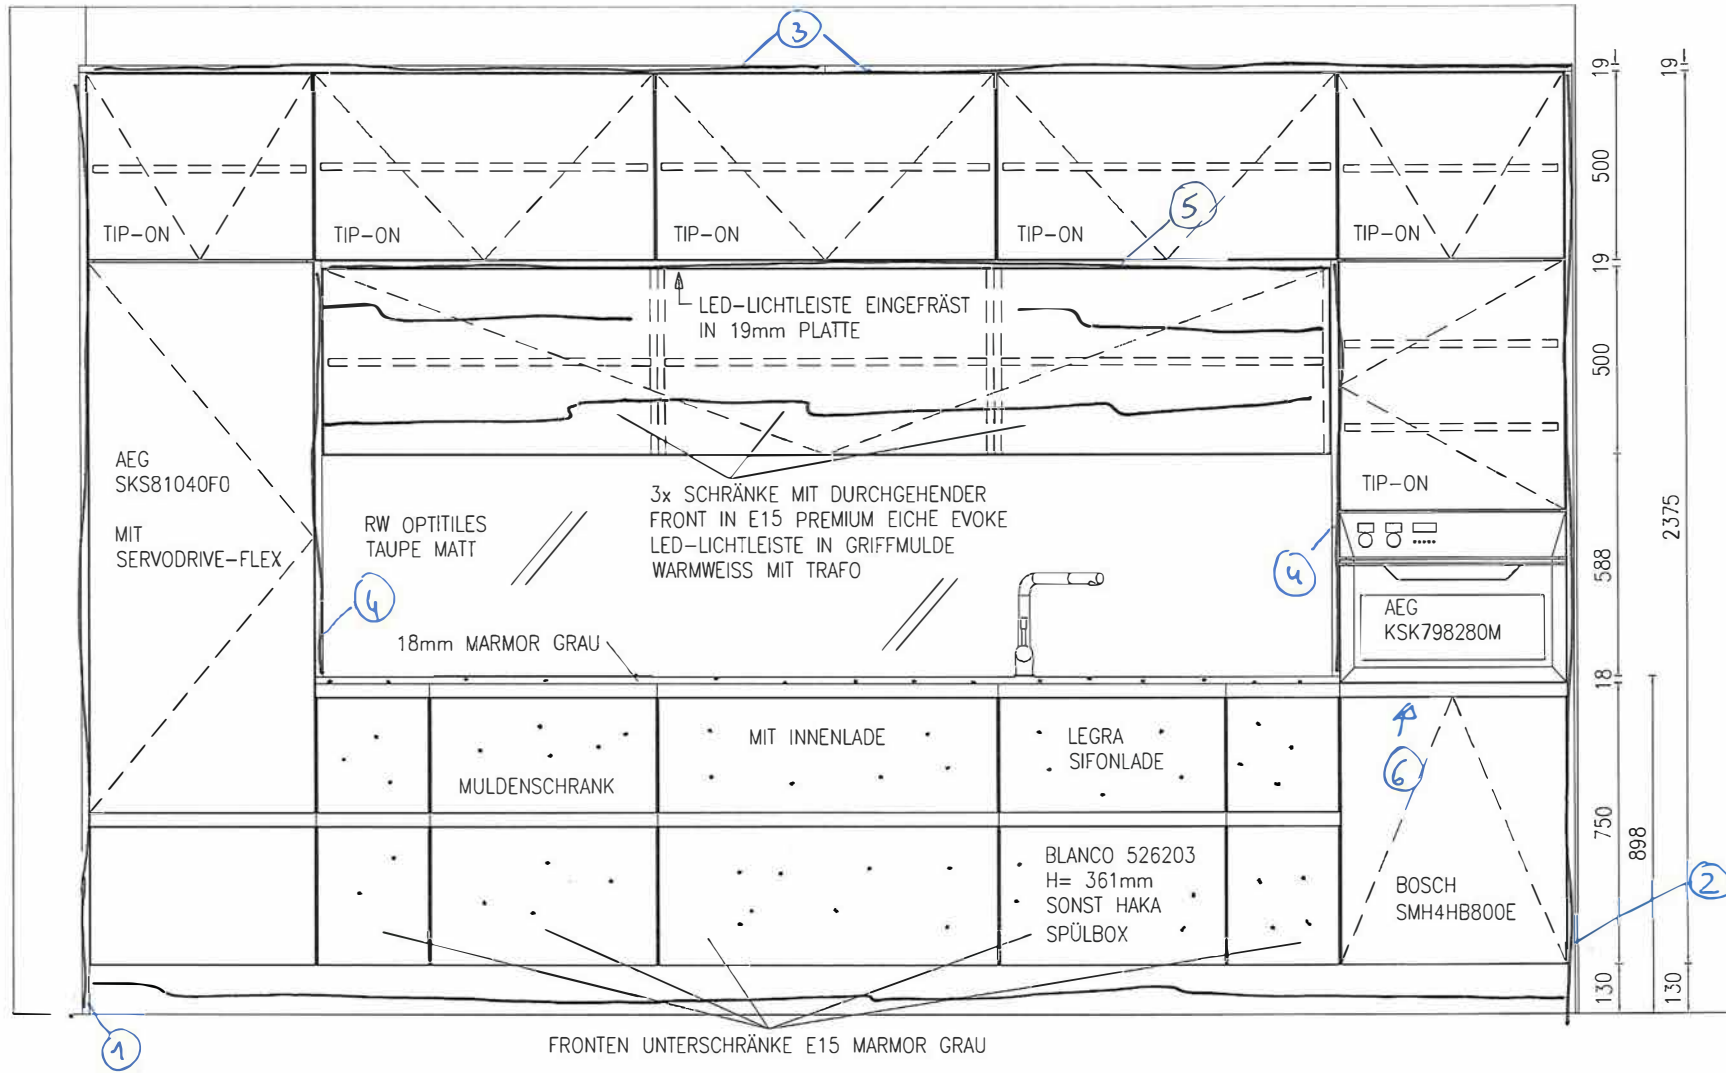 3
TIP-ON
TIP-ON
TIP-ON
TIP-ON
TIP-ON
5
LED-LICHTLEISTE EINGEFRÄST
IN 19mm PLATTE
AEG
SKS81040F0
MIT
SERVODRIVE-FLEX
RW OPTITILES
TAUPE MATT
3x SCHRÄNKE MIT DURCHGEHENDER
FRONT IN E15 PREMIUM EICHE EVOKE
LED-LICHTLEISTE IN GRIFFMULDE
WARMWEISS MIT TRAFO
TIP-ON
4
4
18mm MARMOR GRAU
AEG
KSK798280M
MULDENSCHRANK
MIT INNENLADE
LEGRA
SIFONLADE
6
BLANCO 526203
H= 361mm
SONST HAKA
SPÜLBOX
BOSCH
SMH4HB800E
2
1
FRONTEN UNTERSCHRÄNKE E15 MARMOR GRAU
19
500
19
500
588
18
750
130
898
19
2375
130